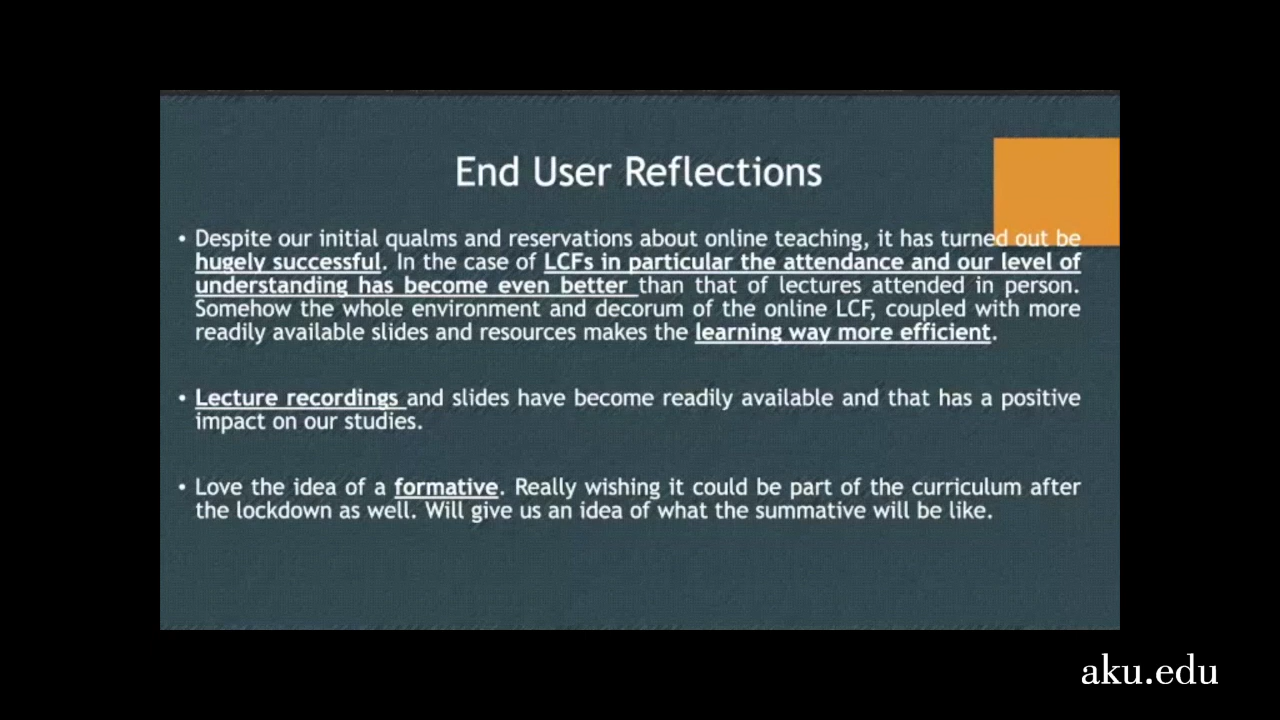 End User Reflections
• Despite our initial qualms and reservations about online teaching, it has turned out be
hugely successful. In the case of LCFs in particular the attendance and our level of
understanding has become even better than that of lectures attended in person.
Somehow the whole environment and decorum of the online LCF, coupled with more
readily available slides and resources makes the learning way more efficient.
• Lecture recordings and slides have become readily available and that has a positive
impact on our studies.
• Love the idea of a formative. Really wishing it could be part of the curriculum after
the lockdown as well. Will give us an idea of what the summative will be like.
aku.edu